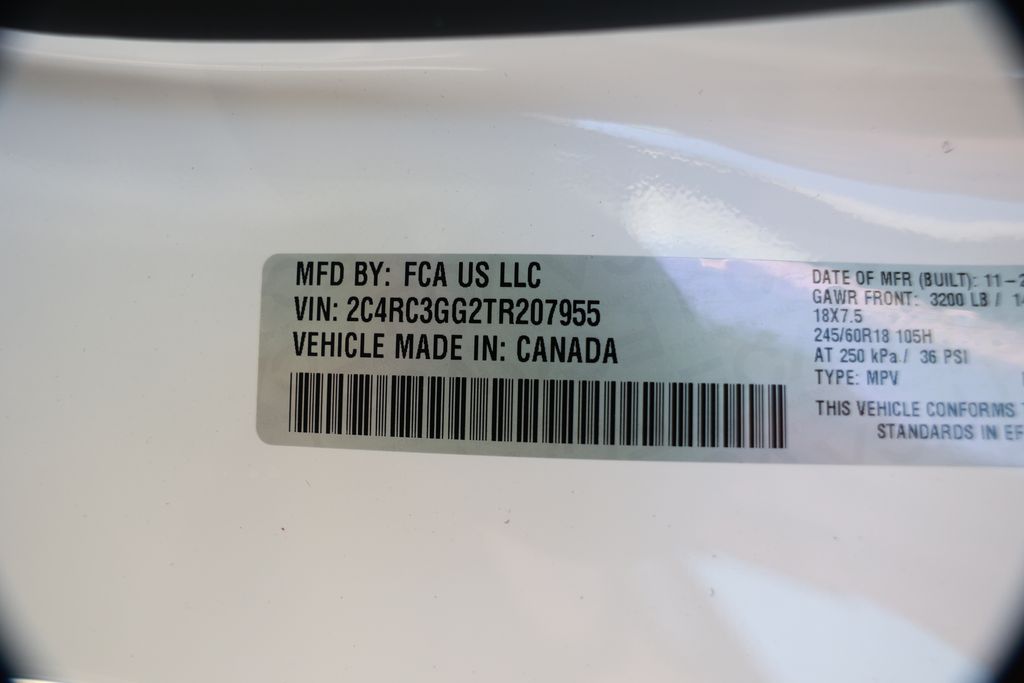 MFD BY: FCA US LLC
VIN: 2C4RC3GG2TR207955
VEHICLE MADE IN: CANADA
DATE OF MFR (BUILT): 11-2
GAWR FRONT: 3200 LB /
18X7.5
245/60R18 105H
AT 250 kPa / 36 PSI
TYPE: MPV
THIS VEHICLE CONFORMS
STANDARDS IN